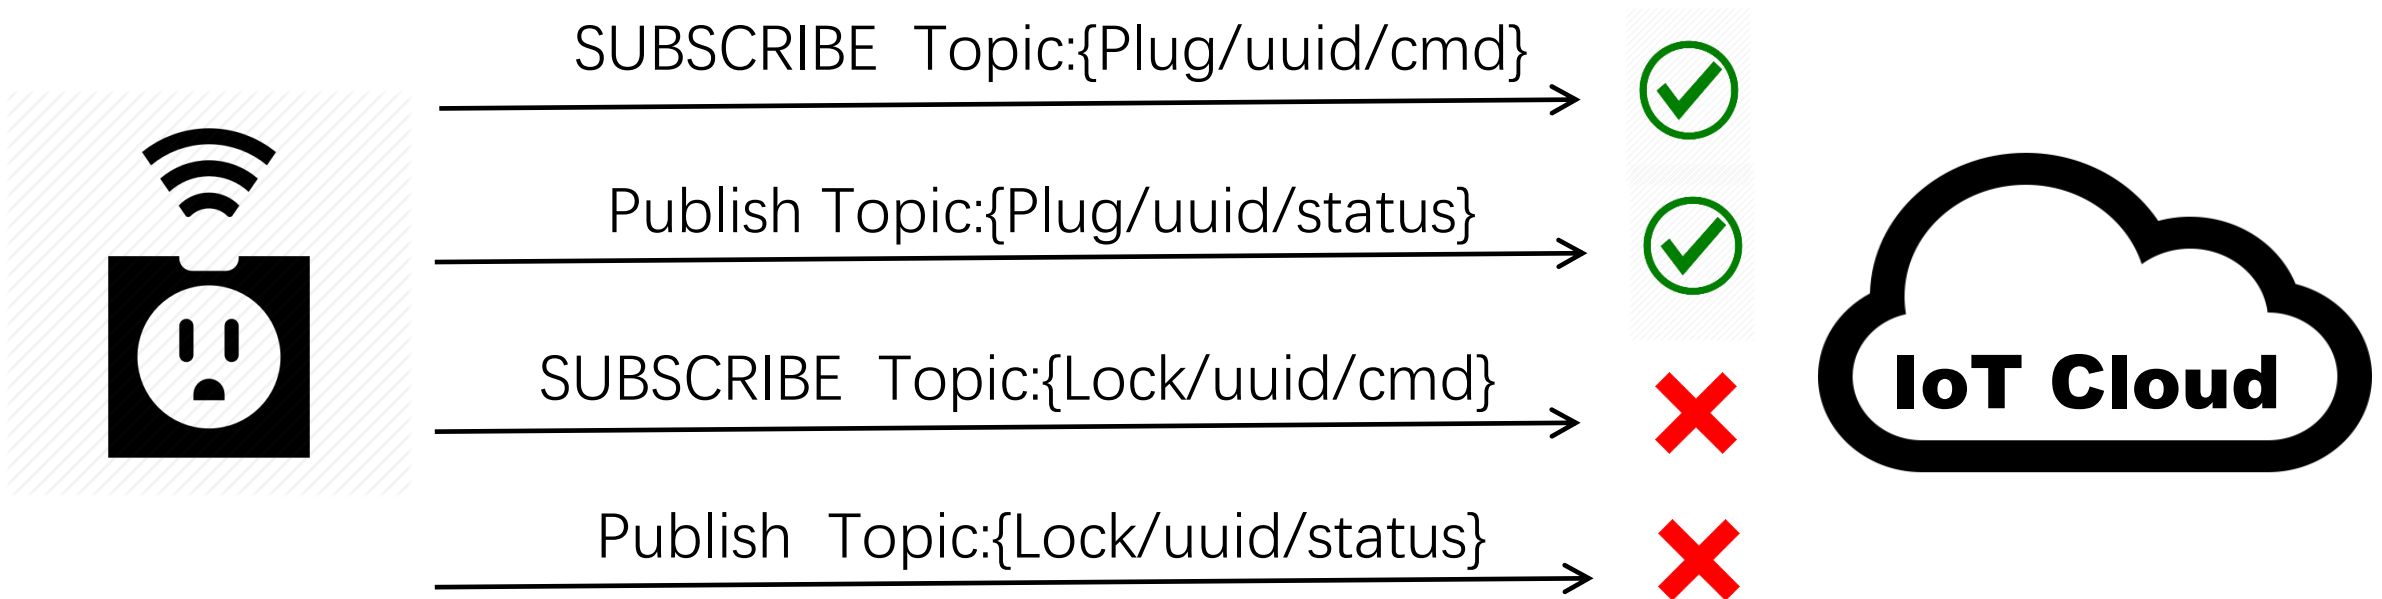 SUBSCRIBE Topic:{Plug/uuid/cmd}
Publish Topic:{Plug/uuid/status}
SUBSCRIBE Topic:{Lock/uuid/cmd}
IoT Cloud
Publish Topic:{Lock/uuid/status}